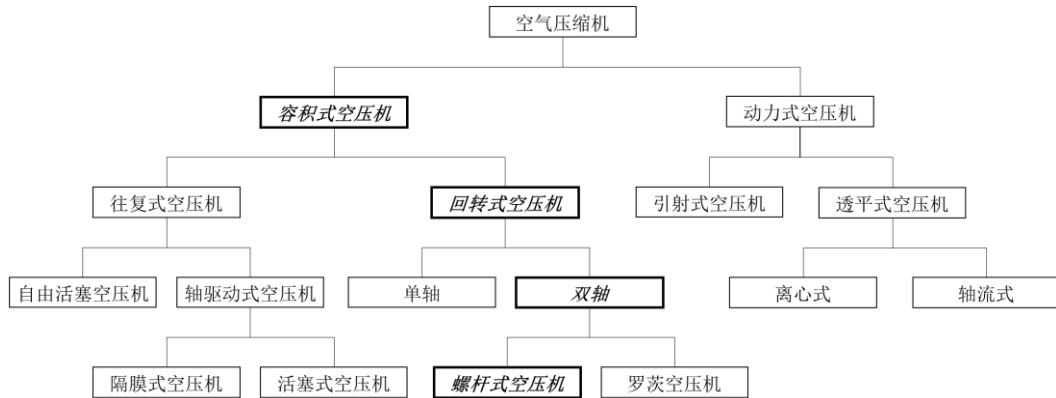 空气压缩机
容积式空压机
动力式空压机
往复式空压机
回转式空压机
引射式空压机
透平式空压机
自由活塞空压机
轴驱动式空压机
单轴
双轴
离心式
轴流式
隔膜式空压机
活塞式空压机
螺杆式空压机
罗茨空压机